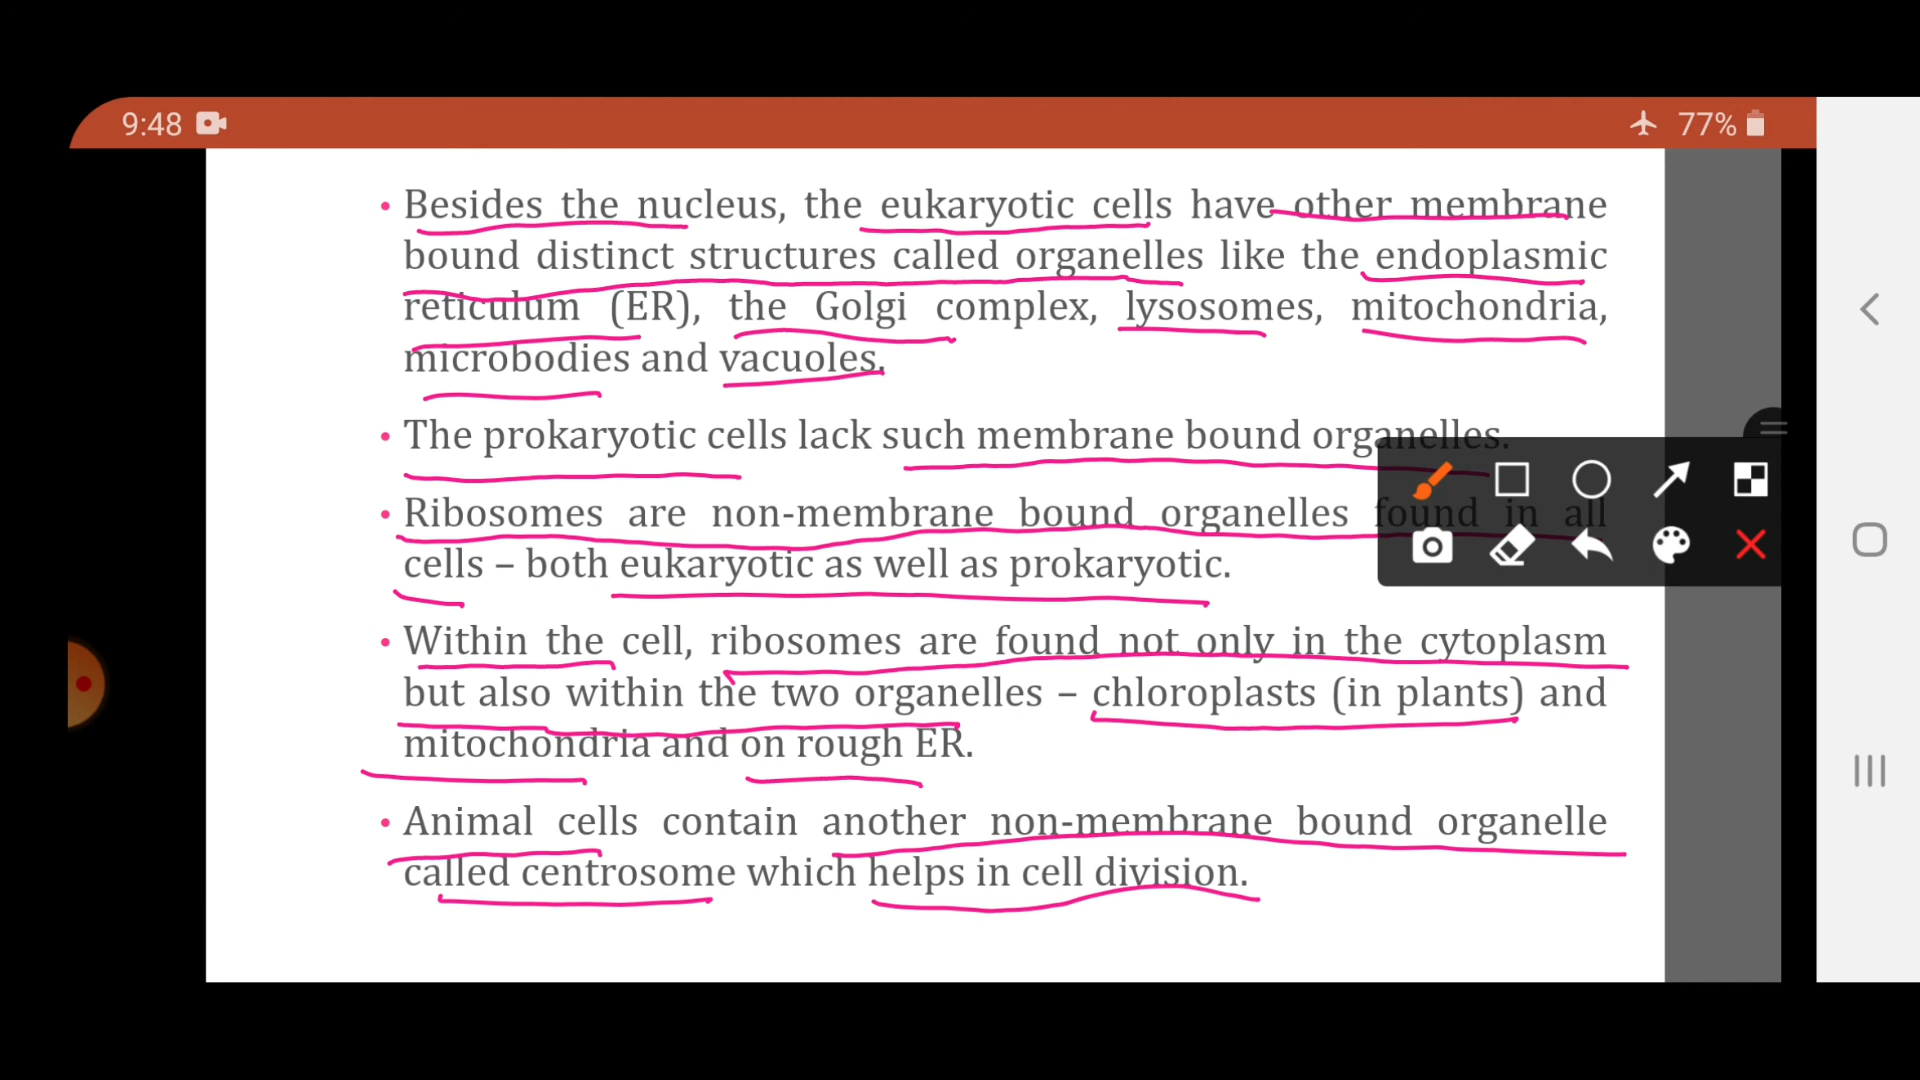 9:48
77%
• Besides the nucleus, the eukaryotic cells have other membrane
bound distinct structures called organelles like the endoplasmic
reticulum (ER), the Golgi complex, lysosomes, mitochondria,
microbodies and vacuoles.
• The prokaryotic cells lack such membrane bound organelles.
• Ribosomes are non-membrane bound organelles found in all
cells – both eukaryotic as well as prokaryotic.
• Within the cell, ribosomes are found not only in the cytoplasm
but also within the two organelles – chloroplasts (in plants) and
mitochondria and on rough ER.
• Animal cells contain another non-membrane bound organelle
called centrosome which helps in cell division.